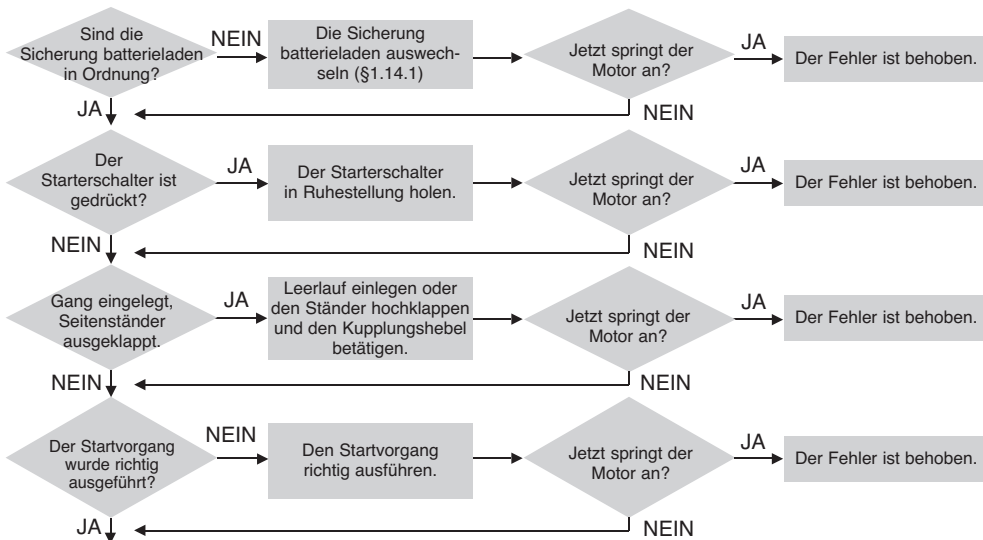 Sind die
Sicherung batterieladen
in Ordnung?
NEIN
Die Sicherung
batterieladen auswech-
seln (§1.14.1)
Jetzt springt der
Motor an?
JA
Der Fehler ist behoben.
JA
NEIN
Der
Starterschalter ist
gedrückt?
JA
Der Starterschalter
in Ruhestellung holen.
Jetzt springt der
Motor an?
JA
Der Fehler ist behoben.
NEIN
NEIN
Gang eingelegt,
Seitenständer
ausgeklappt.
JA
Leerlauf einlegen oder
den Ständer hochklappen
und den Kupplungshebel
betätigen.
Jetzt springt der
Motor an?
JA
Der Fehler ist behoben.
NEIN
NEIN
Der Startvorgang
wurde richtig
ausgeführt?
NEIN
Den Startvorgang
richtig ausführen.
Jetzt springt der
Motor an?
JA
Der Fehler ist behoben.
JA
NEIN